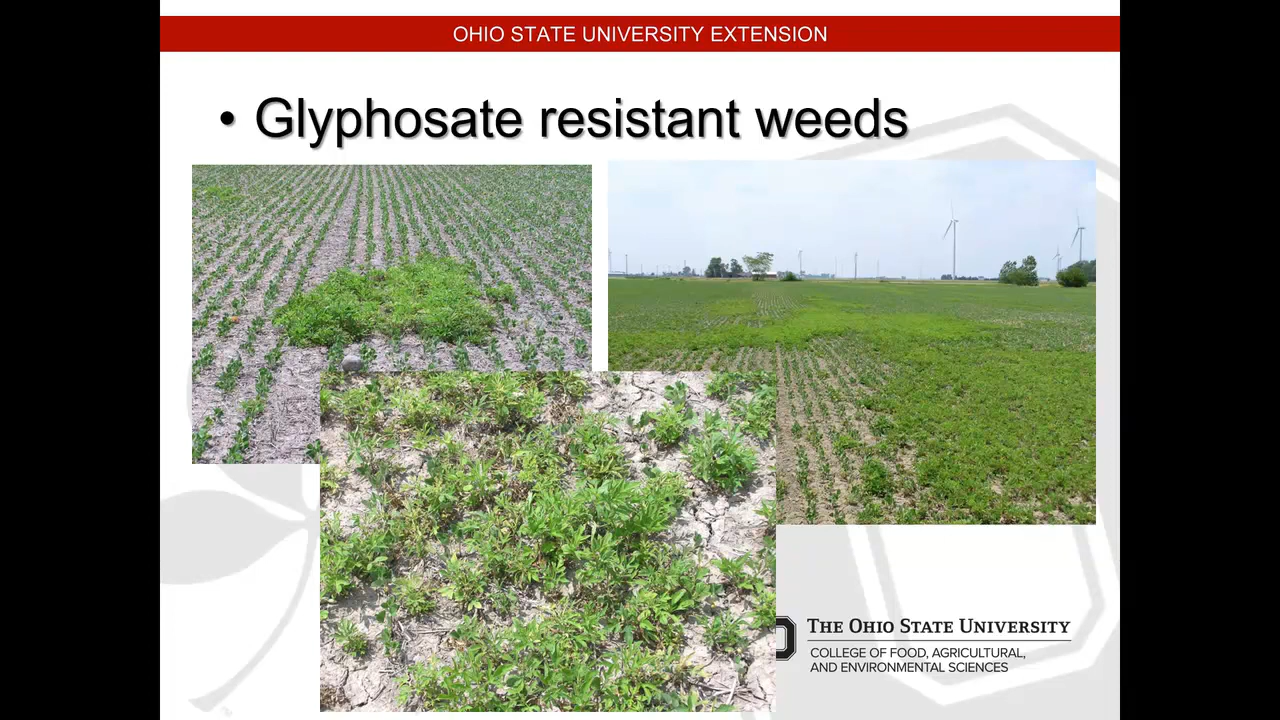 OHIO STATE UNIVERSITY EXTENSION
• Glyphosate resistant weeds
THE OHIO STATE UNIVERSITY
COLLEGE OF FOOD, AGRICULTURAL,
AND ENVIRONMENTAL SCIENCES